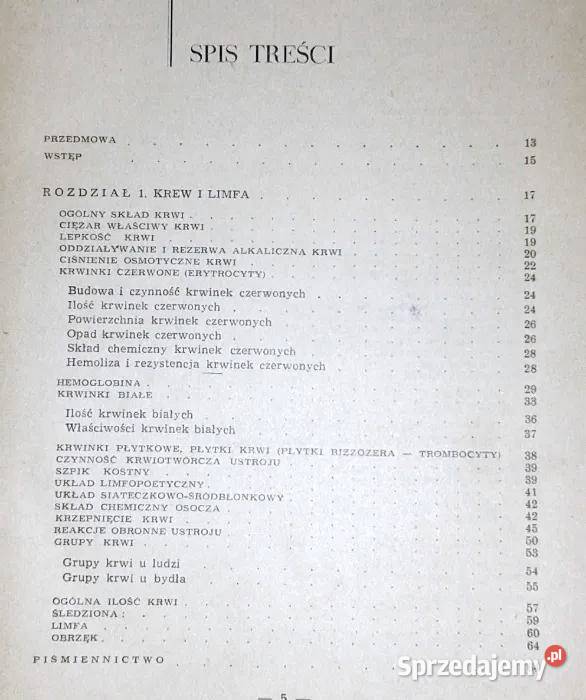 SPIS TREŚCI
PRZEDMOWA . . . . . . . . . . 13
WSTĘP . . . . . . . . . . 15
ROZDZIAŁ 1. KREW I LIMFA . . . . . . . 17
OGÓLNY SKŁAD KRWI . . . . . . . . 17
CIĘŻAR WŁAŚCIWY KRWI . . . . . . . . 19
LEPKOŚĆ KRWI . . . . . . . . 19
ODDZIAŁYWANIE I REZERWA ALKALICZNA KRWI . . . . 20
CIŚNIENIE OSMOTYCZNE KRWI . . . . . . . 22
KRWINKI CZERWONE (ERYTROCYTY) . . . . . . 24
Budowa i czynność krwinek czerwonych . . . . . 24
Ilość krwinek czerwonych . . . . . . . 24
Powierzchnia krwinek czerwonych . . . . . . 26
Opad krwinek czerwonych . . . . . . . 26
Skład chemiczny krwinek czerwonych . . . . . 28
Hemoliza i rezystencja krwinek czerwonych . . . . 28
HEMOGLOBINA . . . . . . . . . 29
KRWINKI BIAŁE . . . . . . . . . 33
Ilość krwinek białych . . . . . . . 36
Właściwości krwinek białych . . . . . . 37
KRWINKI PŁYTKOWE, PŁYTKI KRWI (PŁYTKI BIZZOZERA — TROMBOCYTY) 38
CZYNNOŚĆ KRWIOTWÓRCZA USTROJU . . . . . 39
SZPIK KOSTNY . . . . . . . . . 39
UKŁAD LIMFOPOETYCZNY . . . . . . . 41
UKŁAD SIATECZKOWO-ŚRÓDBŁONKOWY . . . . . 42
SKŁAD CHEMICZNY OSOCZA . . . . . . . 42
KRZEPNIĘCIE KRWI . . . . . . . . 45
REAKCJE OBRONNE USTROJU . . . . . . . 50
GRUPY KRWI . . . . . . . . . 53
Grupy krwi u ludzi . . . . . . . . 54
Grupy krwi u bydła . . . . . . . . 55
OGÓLNA ILOŚĆ KRWI . . . . . . . . 57
ŚLEDZIONA . . . . . . . . . 59
LIMFA . . . . . . . . . 60
OBRZĘK . . . . . . . . . 64
PIŚMIENNICTWO . . . . . . . .
Sprzedajemy.pl
— 5 —